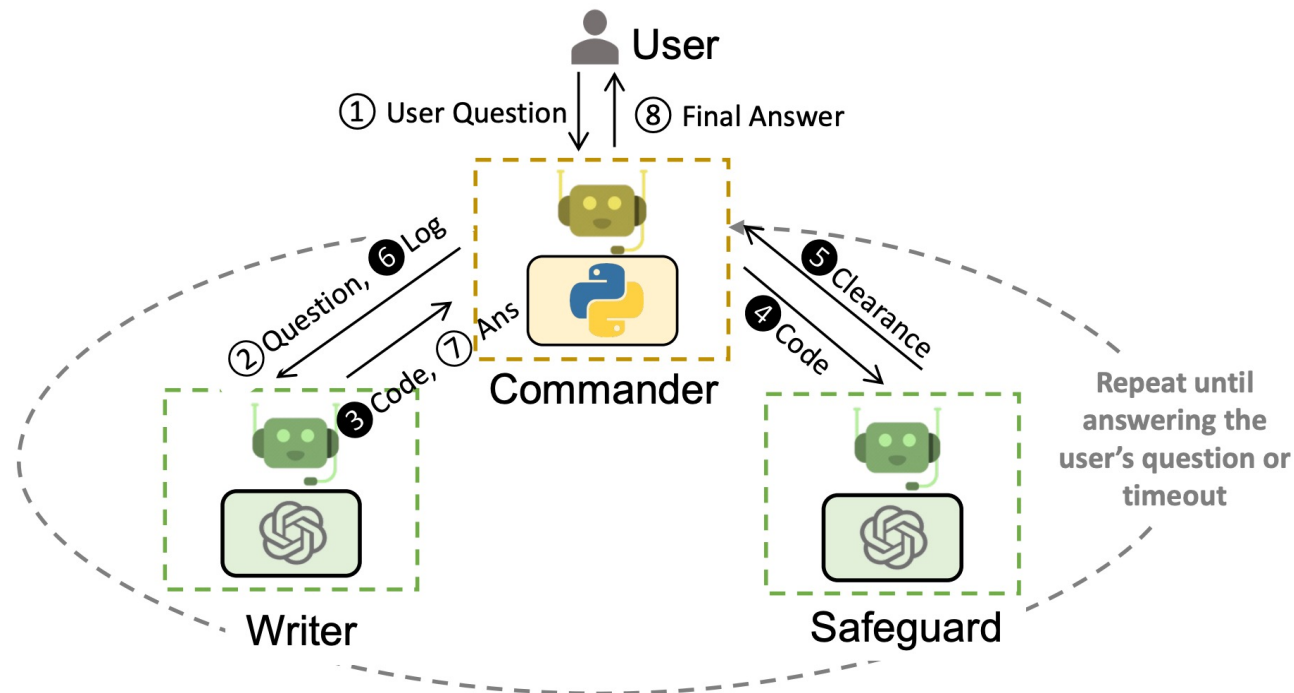 User
① User Question
⑧ Final Answer
② Question, ❻ Log
❸ Code, ⑦ Ans
❺ Clearance
❹ Code
Commander
Repeat until
answering the
user's question or
timeout
Writer
Safeguard